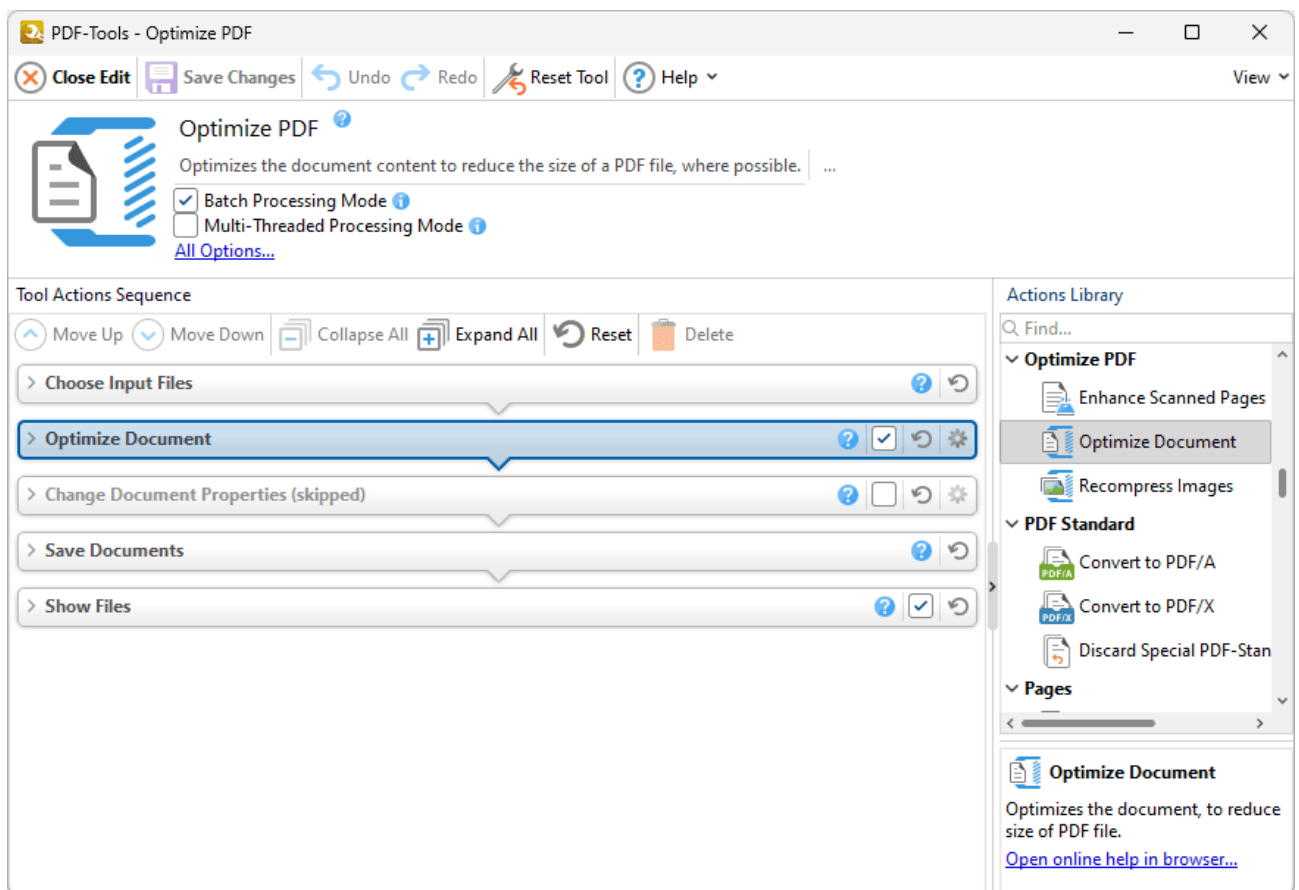 PDF-Tools - Optimize PDF
Close Edit Save Changes Undo Redo Reset Tool Help View
Optimize PDF
Optimizes the document content to reduce the size of a PDF file, where possible. ...
Batch Processing Mode
Multi-Threaded Processing Mode
All Options...
Tool Actions Sequence
Move Up Move Down Collapse All Expand All Reset Delete
Choose Input Files
Optimize Document
Change Document Properties (skipped)
Save Documents
Show Files
Actions Library
Find...
Optimize PDF
Enhance Scanned Pages
Optimize Document
Recompress Images
PDF Standard
PDF/A Convert to PDF/A
PDF/X Convert to PDF/X
Discard Special PDF-Stan
Pages
Optimize Document
Optimizes the document, to reduce
size of PDF file.
Open online help in browser...